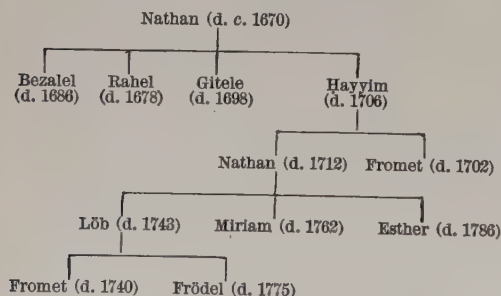 Nathan (d. c. 1670)
Bezalel Rahel Gitele Ḥayyim
(d. 1686) (d. 1678) (d. 1698) (d. 1706)
Nathan (d. 1712) Fromet (d. 1702)
Löb (d. 1743) Miriam (d. 1762) Esther (d. 1786)
Fromet (d. 1740) Frödel (d. 1775)